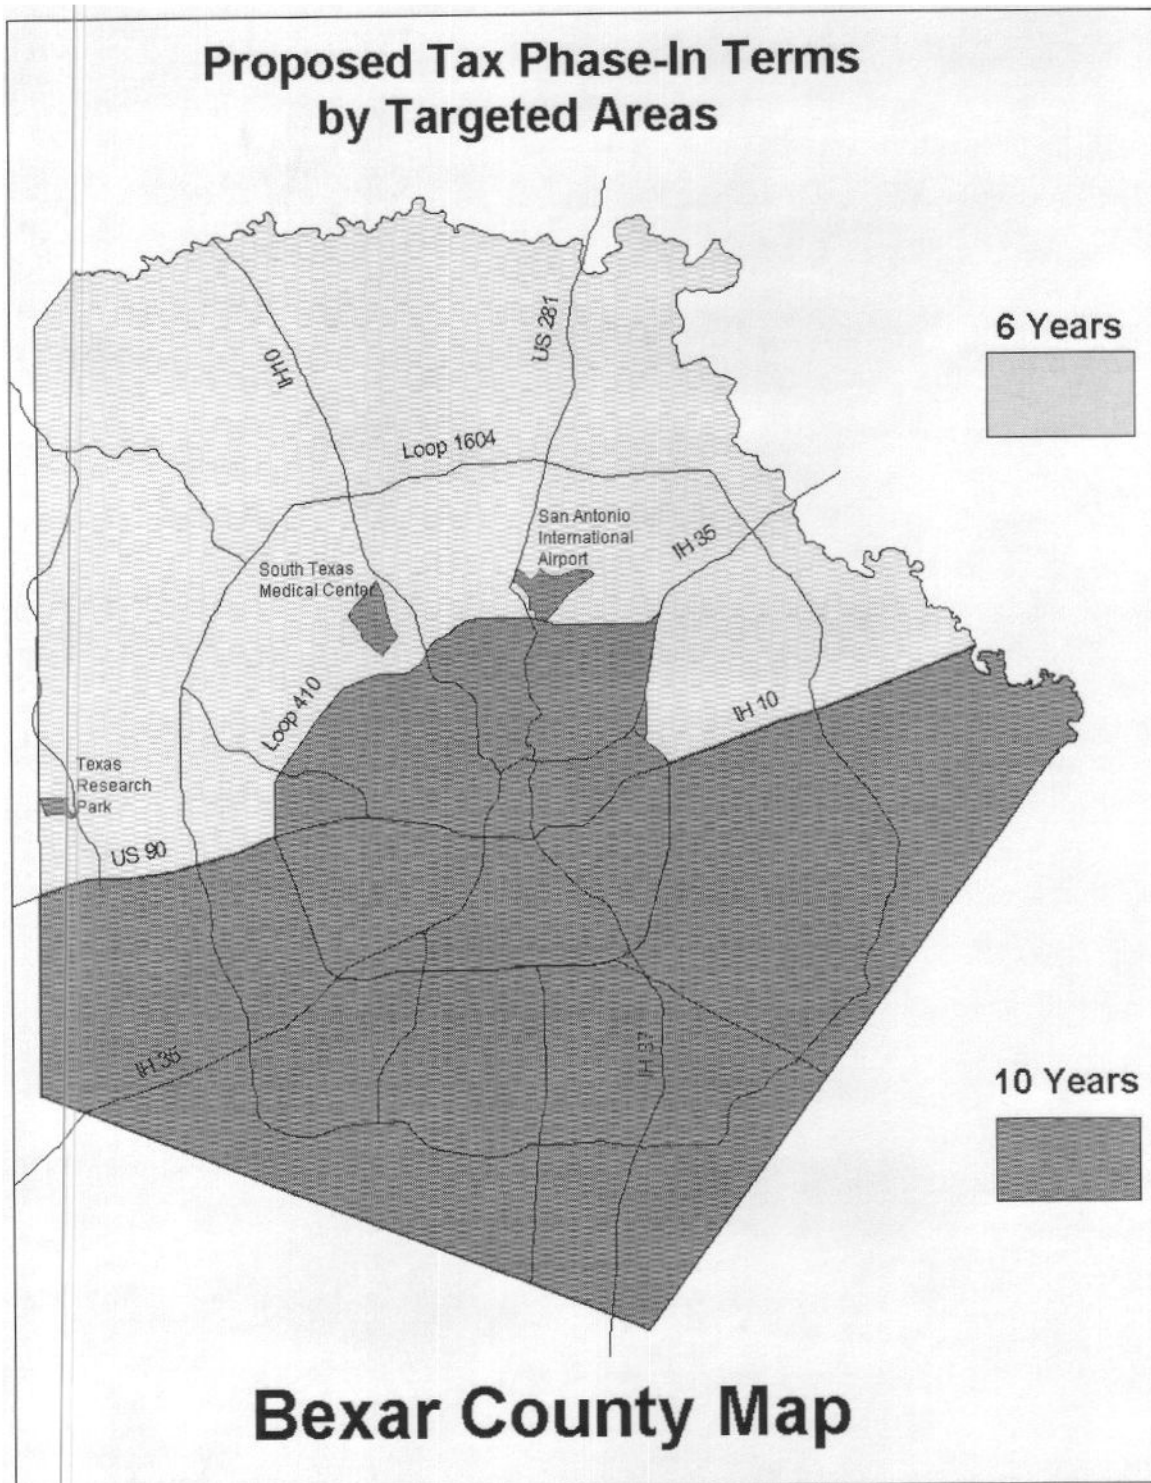 Proposed Tax Phase-In Terms
by Targeted Areas
6 Years
US 281
IH10
Loop 1604
San Antonio
International
Airport
IH 35
South Texas
Medical Center
Loop 410
IH 10
Texas
Research
Park
US 90
IH 35
IH 37
10 Years
Bexar County Map